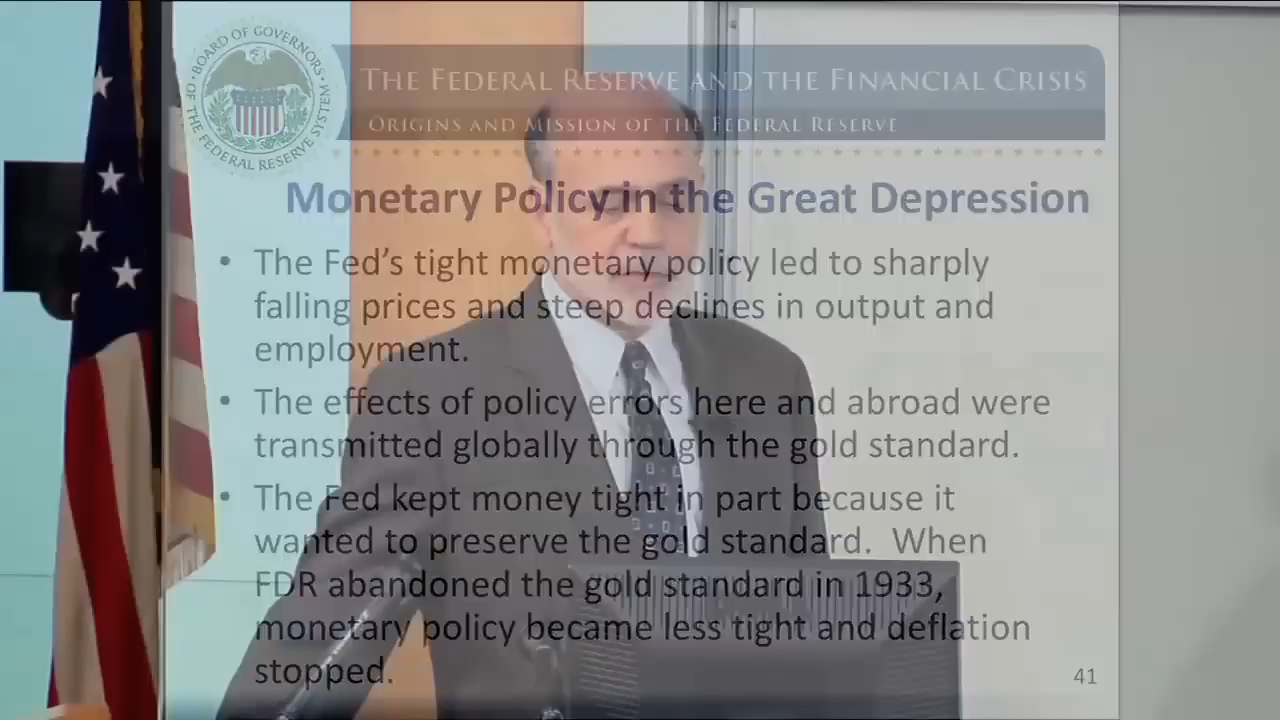 BOARD OF GOVERNORS
OF THE FEDERAL RESERVE SYSTEM
THE FEDERAL RESERVE AND THE FINANCIAL CRISIS
ORIGINS AND MISSION OF THE FEDERAL RESERVE
Monetary Policy in the Great Depression
• The Fed's tight monetary policy led to sharply
falling prices and steep declines in output and
employment.
• The effects of policy errors here and abroad were
transmitted globally through the gold standard.
• The Fed kept money tight in part because it
wanted to preserve the gold standard.  When
FDR abandoned the gold standard in 1933,
monetary policy became less tight and deflation
stopped.
41